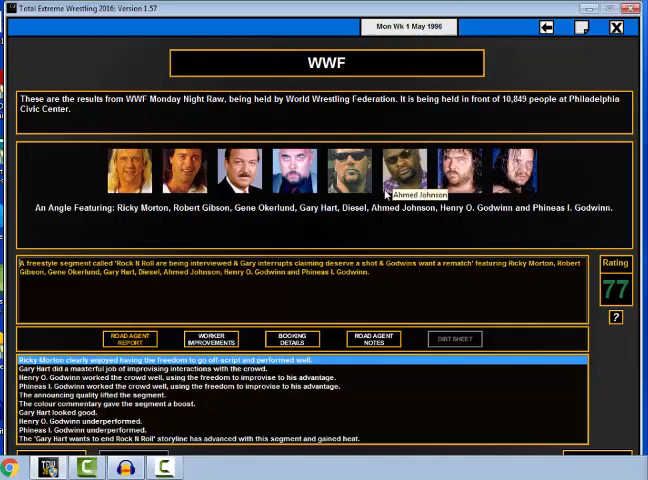 Total Extreme Wrestling 2016: Version 1.57
Mon Wk 1 May 1996
WWF
These are the results from WWF Monday Night Raw, being held by World Wrestling Federation. It is being held in front of 10,849 people at Philadelphia
Civic Center.
Ahmed Johnson
An Angle Featuring: Ricky Morton, Robert Gibson, Gene Okerlund, Gary Hart, Diesel, Ahmed Johnson, Henry O. Godwinn and Phineas I. Godwinn.
A freestyle segment called 'Rock N Roll are being interviewed & Gary interrupts claiming deserve a shot & Godwins want a rematch' featuring Ricky Morton, Robert
Gibson, Gene Okerlund, Gary Hart, Diesel, Ahmed Johnson, Henry O. Godwinn and Phineas I. Godwinn.
Rating
77
?
ROAD AGENT
REPORT
WORKER
IMPROVEMENTS
BOOKING
DETAILS
ROAD AGENT
NOTES
DIRT SHEET
Ricky Morton clearly enjoyed having the freedom to go off-script and performed well.
Gary Hart did a masterful job of improvising interactions with the crowd.
Henry O. Godwinn worked the crowd well, using the freedom to improvise to his advantage.
Phineas I. Godwinn worked the crowd well, using the freedom to improvise to his advantage.
The announcing quality lifted the segment.
The colour commentary gave the segment a boost.
Gary Hart looked good.
Henry O. Godwinn underperformed.
Phineas I. Godwinn underperformed.
The 'Gary Hart wants to end Rock N Roll' storyline has advanced with this segment and gained heat.